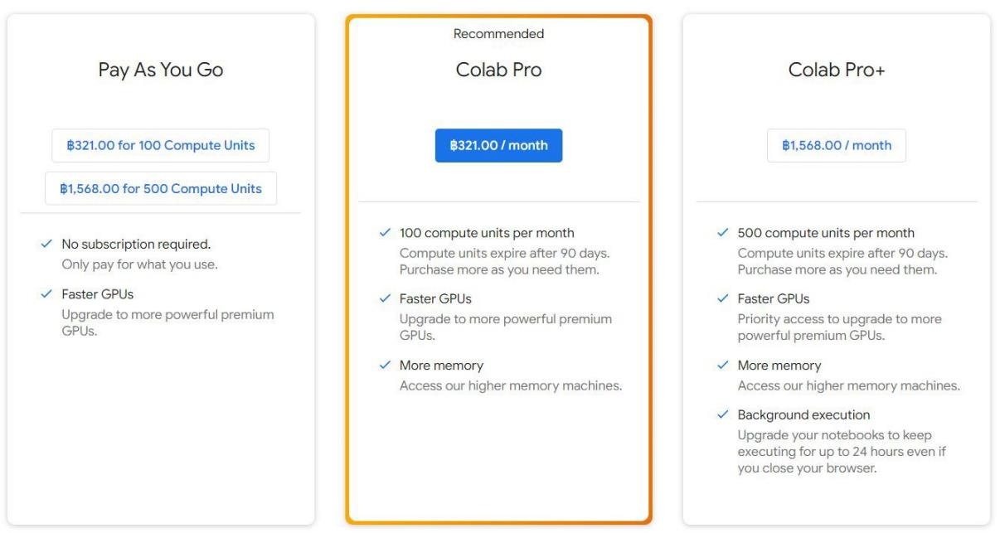 Pay As You Go
฿321.00 for 100 Compute Units
฿1,568.00 for 500 Compute Units
No subscription required.
Only pay for what you use.
Faster GPUs
Upgrade to more powerful premium
GPUs.
Recommended
Colab Pro
฿321.00 / month
100 compute units per month
Compute units expire after 90 days.
Purchase more as you need them.
Faster GPUs
Upgrade to more powerful premium
GPUs.
More memory
Access our higher memory machines.
Colab Pro+
฿1,568.00 / month
500 compute units per month
Compute units expire after 90 days.
Purchase more as you need them.
Faster GPUs
Priority access to upgrade to more
powerful premium GPUs.
More memory
Access our higher memory machines.
Background execution
Upgrade your notebooks to keep
executing for up to 24 hours even if
you close your browser.